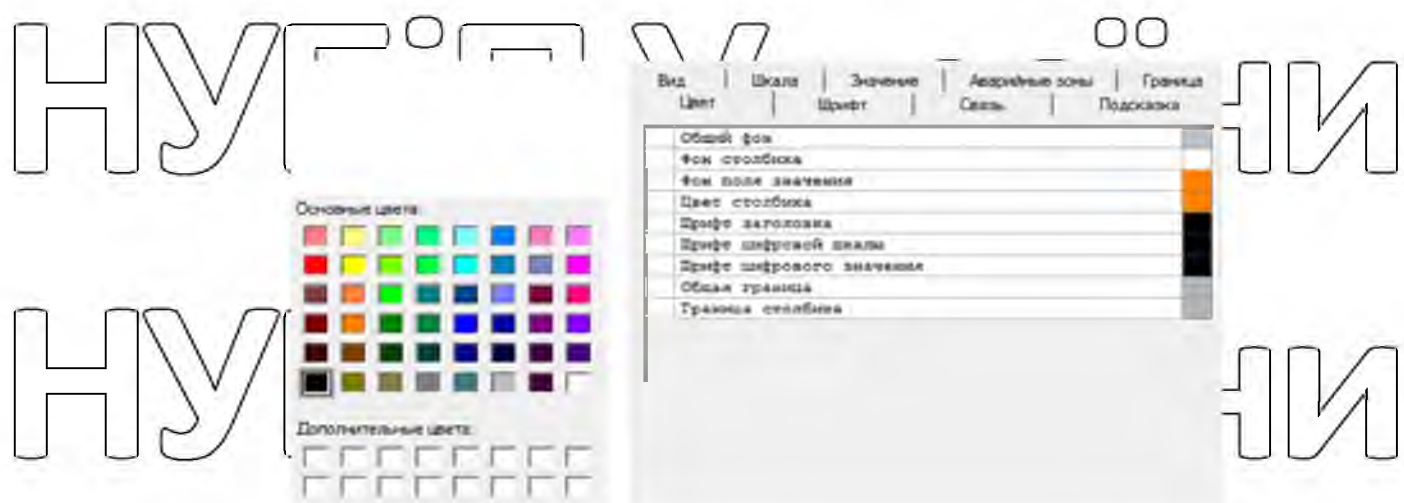 Вид | Шкала | Значение | Аварийные зоны | Граница
Цвет | Шрифт | Связь | Подсказка
Общий фон
Фон столбика
Фон поля значения
Цвет столбика
Шрифт заголовка
Шрифт цифровой шкалы
Шрифт цифрового значения
Общая граница
Граница столбика
Основные цвета:
Дополнительные цвета: